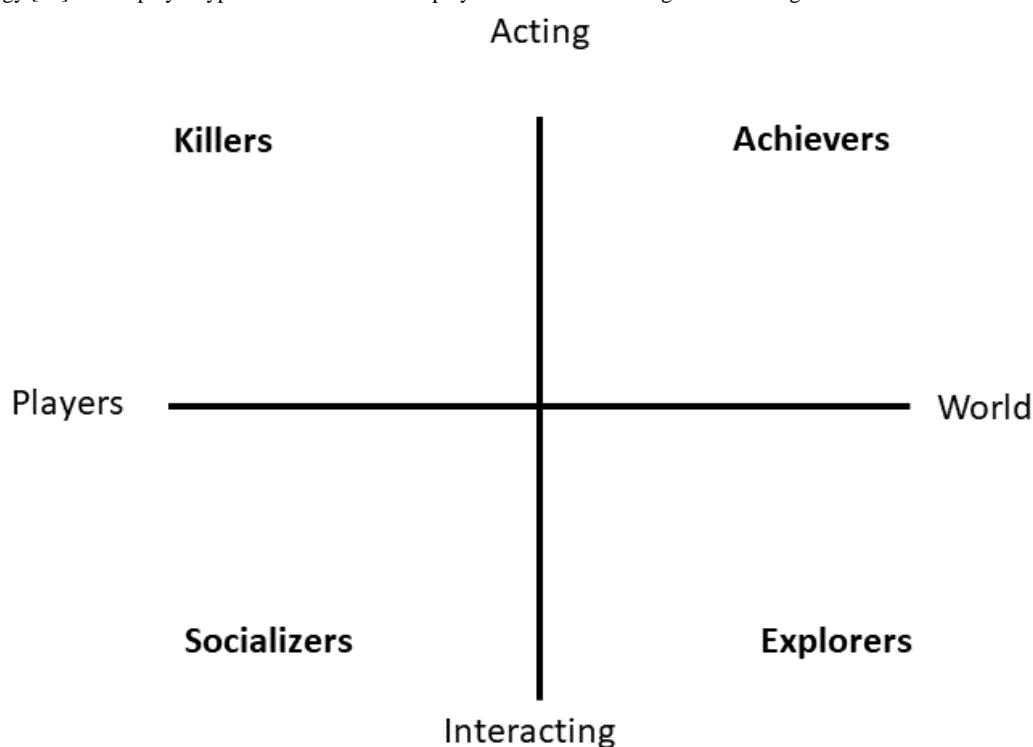 Acting
Killers Achievers
Players World
Socializers Explorers
Interacting